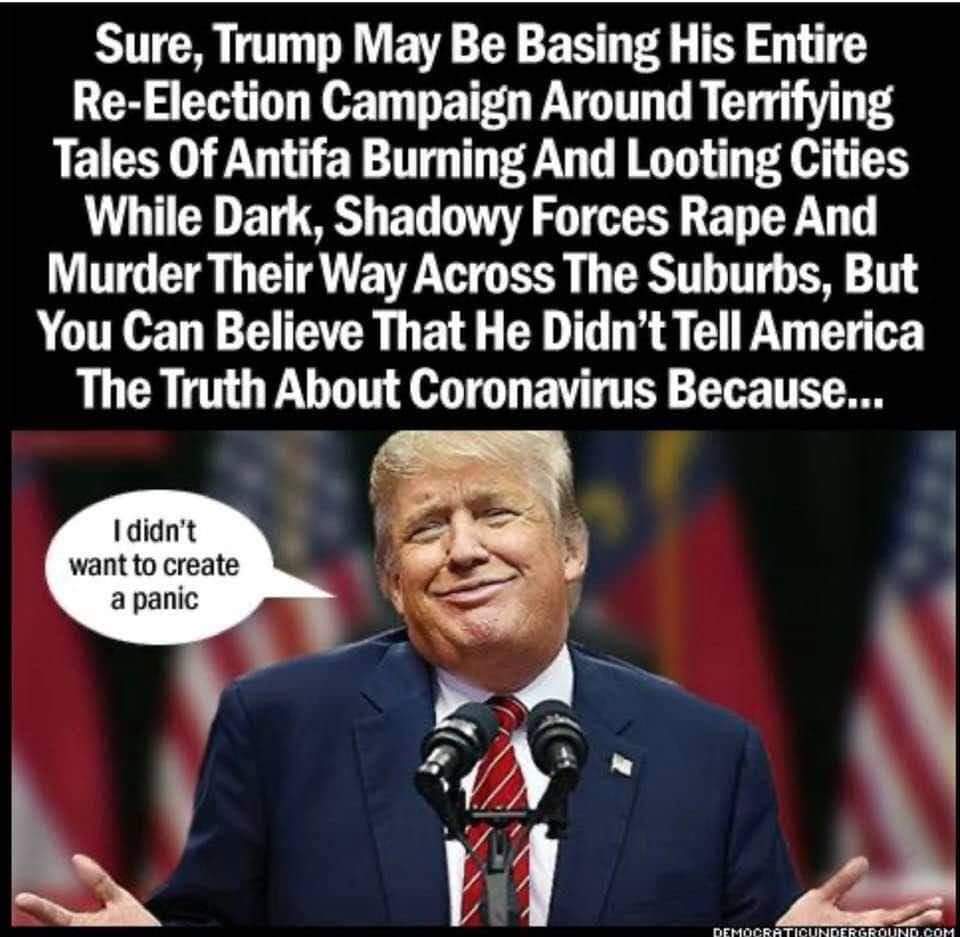 Sure, Trump May Be Basing His Entire
Re-Election Campaign Around Terrifying
Tales Of Antifa Burning And Looting Cities
While Dark, Shadowy Forces Rape And
Murder Their Way Across The Suburbs, But
You Can Believe That He Didn't Tell America
The Truth About Coronavirus Because...
I didn't
want to create
a panic
DEMOCRATICUNDERGROUND.COM